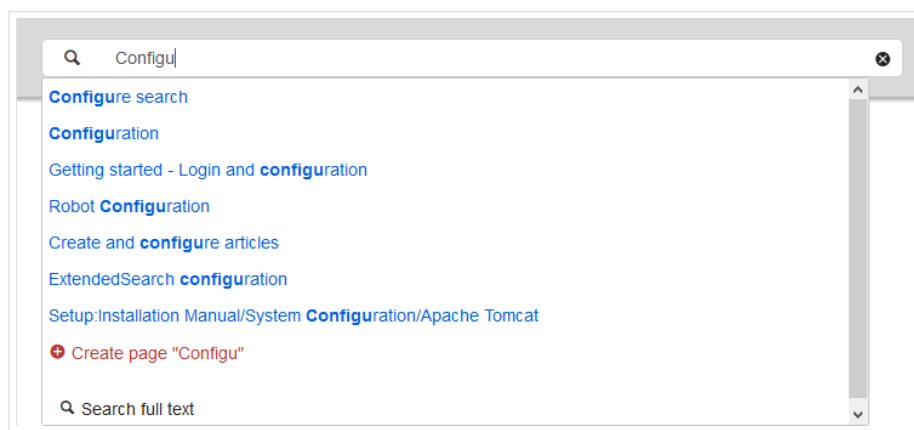 Configu
Configure search
Configuration
Getting started - Login and configuration
Robot Configuration
Create and configure articles
ExtendedSearch configuration
Setup:Installation Manual/System Configuration/Apache Tomcat
Create page "Configu"
Search full text